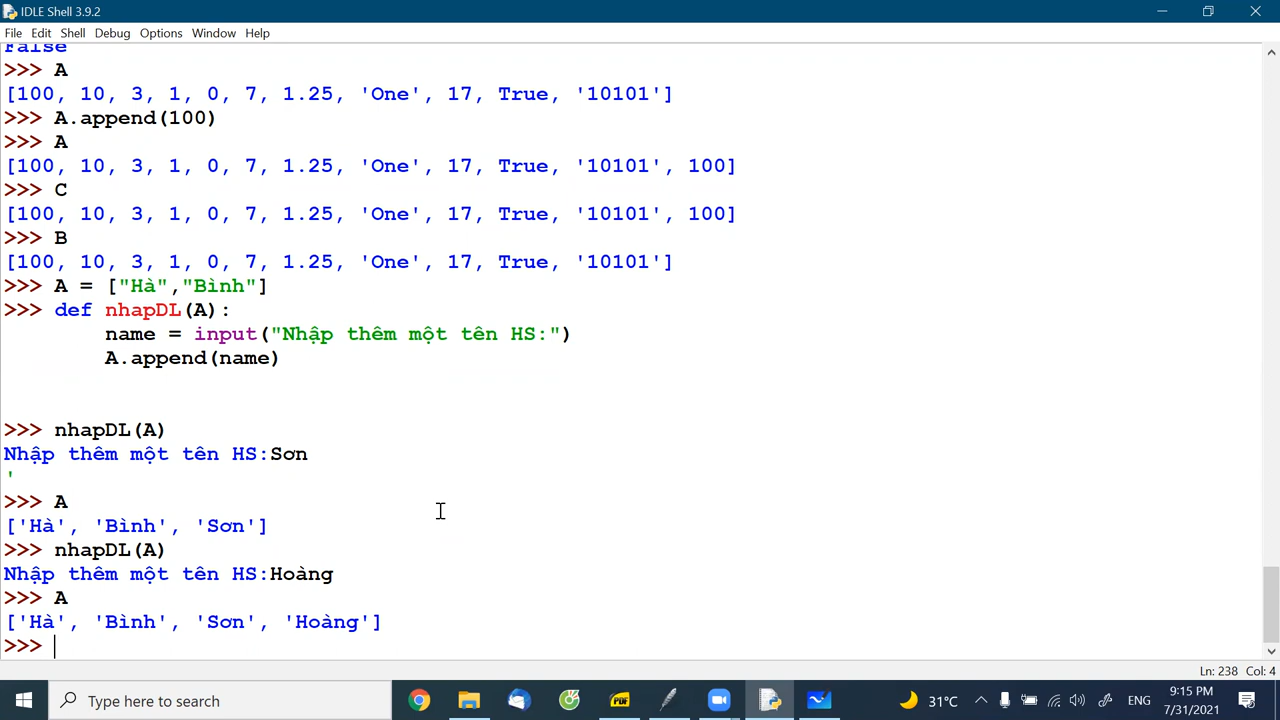 IDLE Shell 3.9.2
File Edit Shell Debug Options Window Help
False
>>> A
[100, 10, 3, 1, 0, 7, 1.25, 'One', 17, True, '10101']
>>> A.append(100)
>>> A
[100, 10, 3, 1, 0, 7, 1.25, 'One', 17, True, '10101', 100]
>>> C
[100, 10, 3, 1, 0, 7, 1.25, 'One', 17, True, '10101', 100]
>>> B
[100, 10, 3, 1, 0, 7, 1.25, 'One', 17, True, '10101']
>>> A = ["Hà","Bình"]
>>> def nhapDL(A):
name = input("Nhập thêm một tên HS:")
A.append(name)
>>> nhapDL(A)
Nhập thêm một tên HS:Sơn
'
>>> A
['Hà', 'Bình', 'Sơn']
>>> nhapDL(A)
Nhập thêm một tên HS:Hoàng
>>> A
['Hà', 'Bình', 'Sơn', 'Hoàng']
>>>
Ln: 238 Col: 4
Type here to search
PDF
31°C
ENG
9:15 PM
7/31/2021